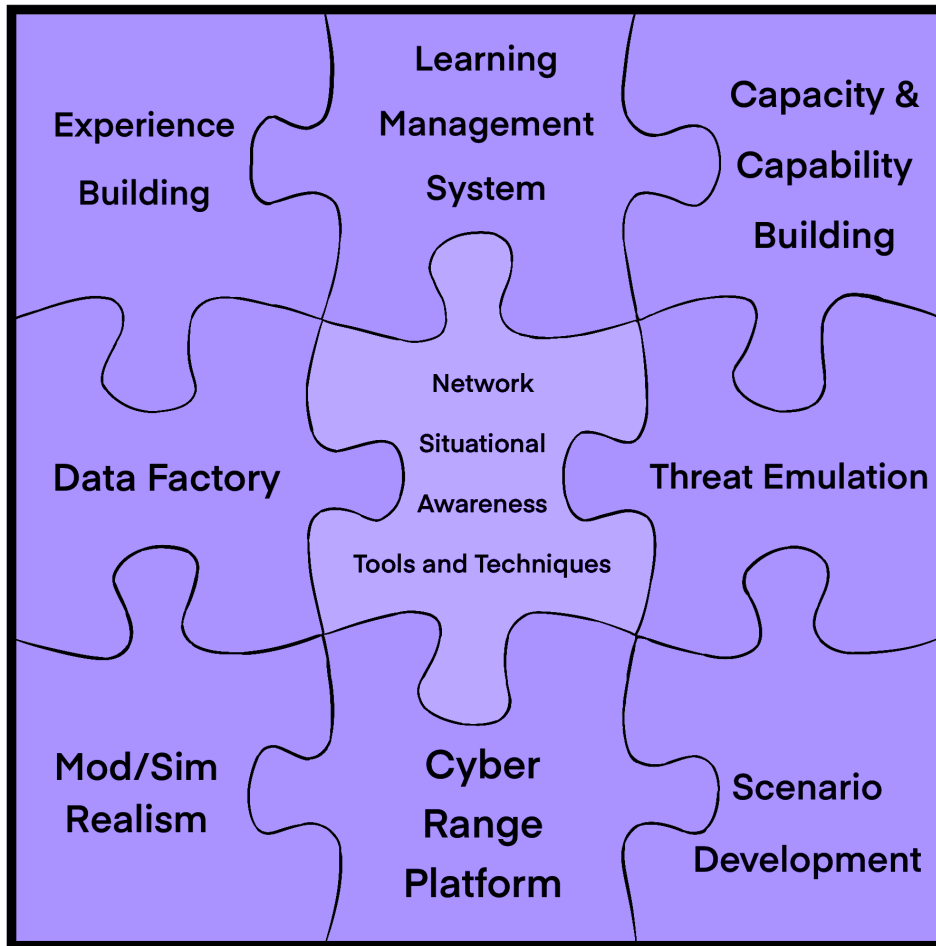 Experience
Building
Learning
Management
System
Capacity &
Capability
Building
Data Factory
Network
Situational
Awareness
Tools and Techniques
Threat Emulation
Mod/Sim
Realism
Cyber
Range
Platform
Scenario
Development